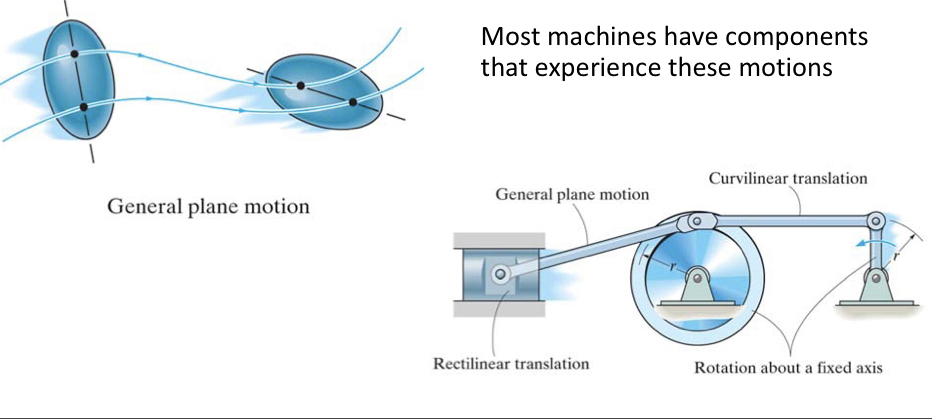 Most machines have components
that experience these motions
General plane motion
General plane motion
Curvilinear translation
r
r
Rectilinear translation
Rotation about a fixed axis